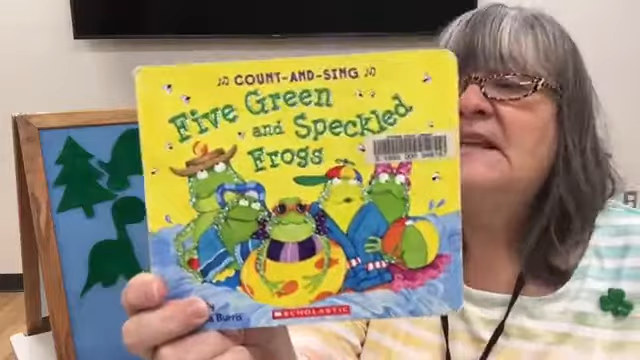 COUNT-AND-SING
Five Green
and Speckled
Frogs
Burris
SCHOLASTIC